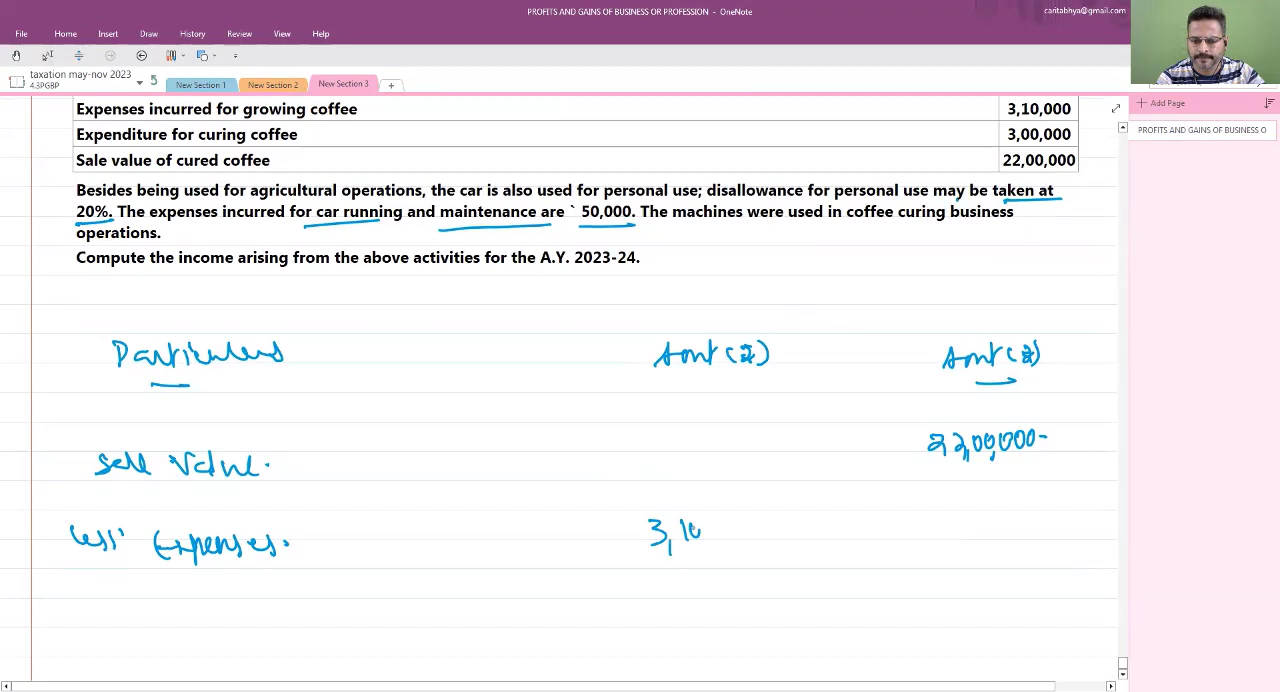 PROFITS AND GAINS OF BUSINESS OR PROFESSION - OneNote
caritabhya@gmail.com
File Home Insert Draw History Review View Help
taxation may-nov 2023
4.3PGBP
New Section 1 New Section 2 New Section 3 +
Add Page
PROFITS AND GAINS OF BUSINESS O
Expenses incurred for growing coffee 3,10,000
Expenditure for curing coffee 3,00,000
Sale value of cured coffee 22,00,000
Besides being used for agricultural operations, the car is also used for personal use; disallowance for personal use may be taken at
20%. The expenses incurred for car running and maintenance are ` 50,000. The machines were used in coffee curing business
operations.
Compute the income arising from the above activities for the A.Y. 2023-24.
Particulars Amt (₹) Amt (₹)
Sale Value. 22,00,000-
Less: Expenses. 3,10